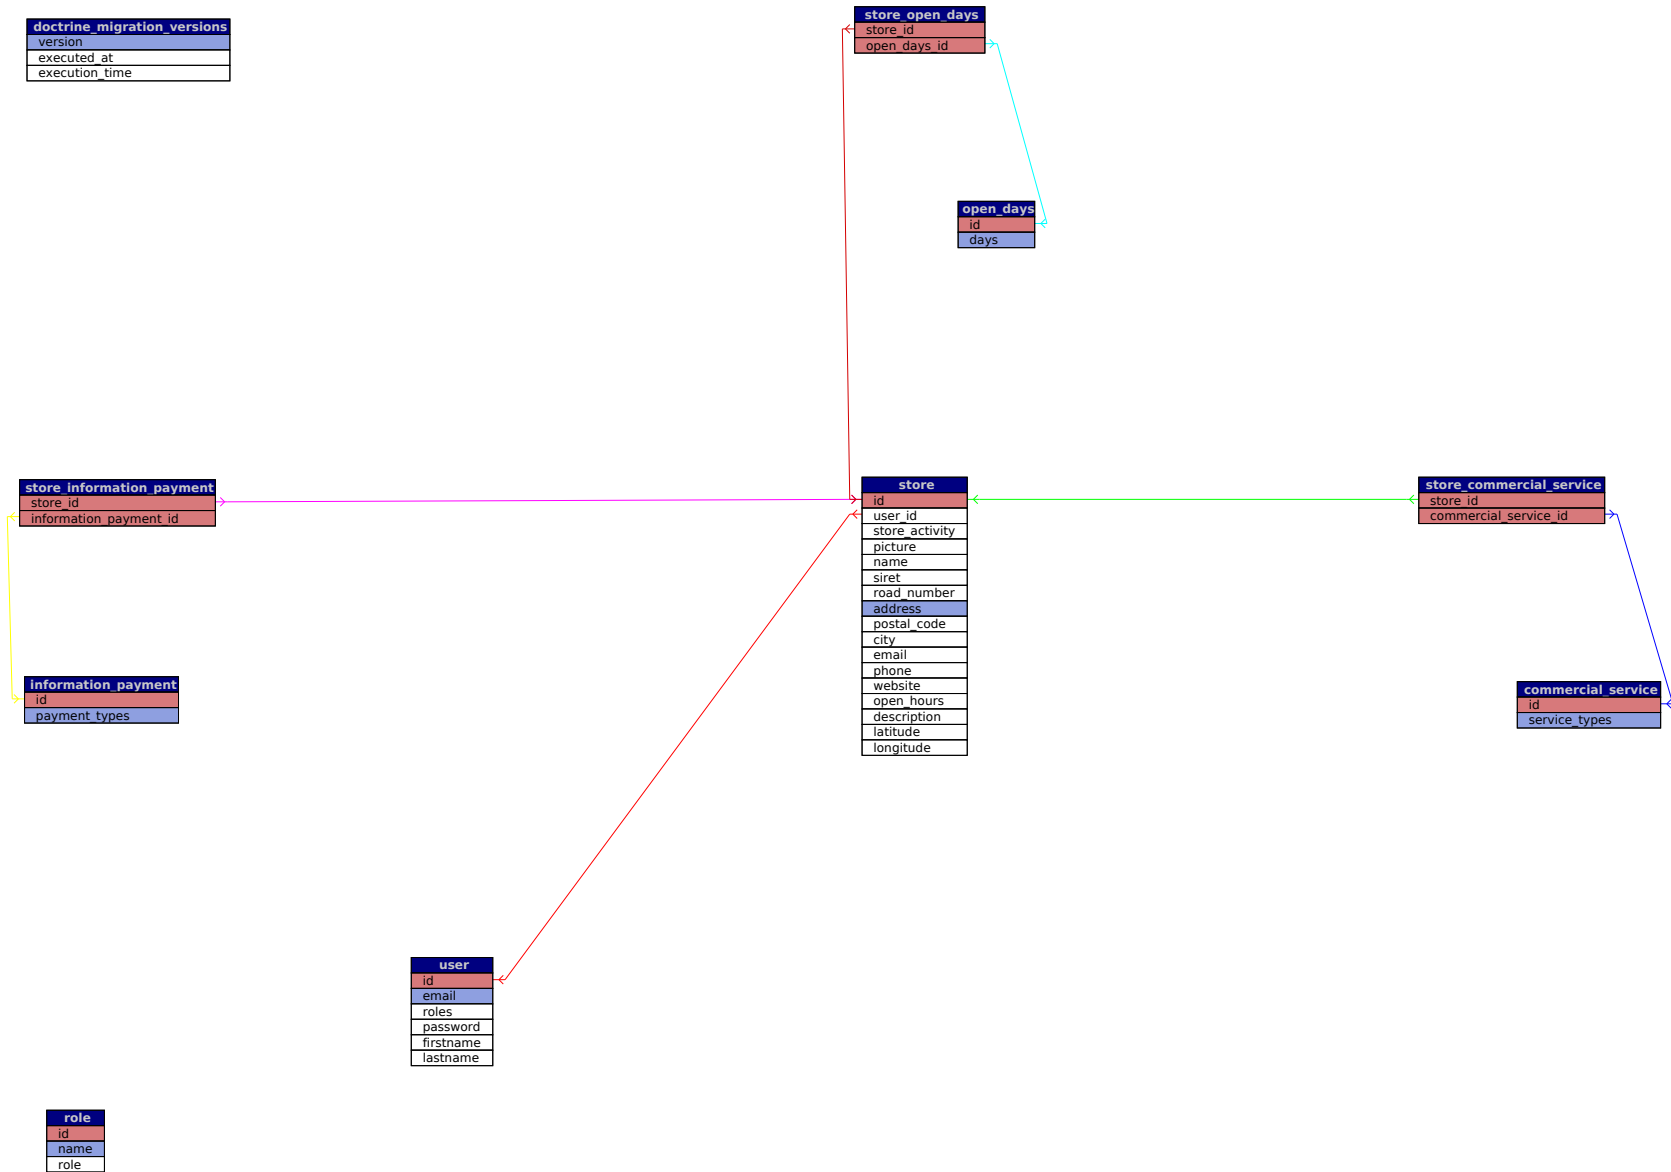 doctrine_migration_versions
version
executed_at
execution_time
store_open_days
store_id
open_days_id
open_days
id
days
store_information_payment
store_id
information_payment_id
store
id
user_id
store_activity
picture
name
siret
road_number
address
postal_code
city
email
phone
website
open_hours
description
latitude
longitude
store_commercial_service
store_id
commercial_service_id
information_payment
id
payment_types
commercial_service
id
service_types
user
id
email
roles
password
firstname
lastname
role
id
name
role